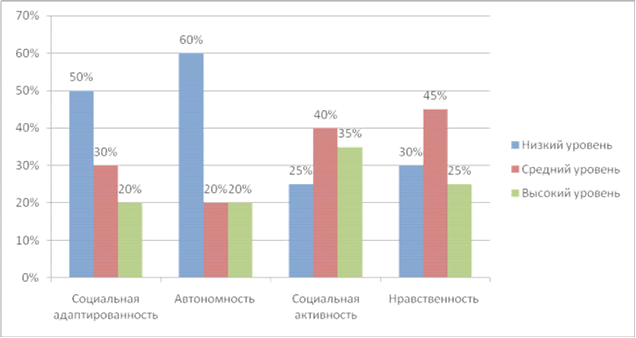 70%
60%
50%
40%
30%
20%
10%
0%
50%
30%
20%
60%
20%
20%
25%
40%
35%
30%
45%
25%
Социальная
адаптированность
Автономность
Социальная
активность
Нравственность
Низкий уровень
Средний уровень
Высокий уровень